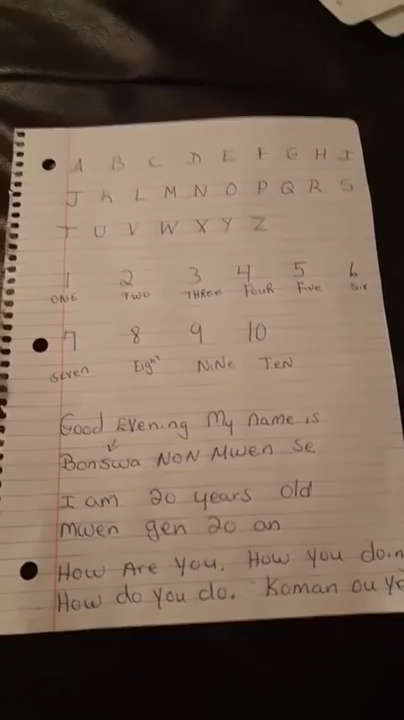 A B C D E F G H I
J K L M N O P Q R S
T U V W X Y Z
1 2 3 4 5 6
ONE TWO THREE FOUR FIVE SIX
7 8 9 10
Seven Eight NINE TEN
Good Evening My name is
Bonswa NON Mwen Se
I am 20 years old
mwen gen 20 an
How Are You. How you doin
How do you do. Koman ou ye